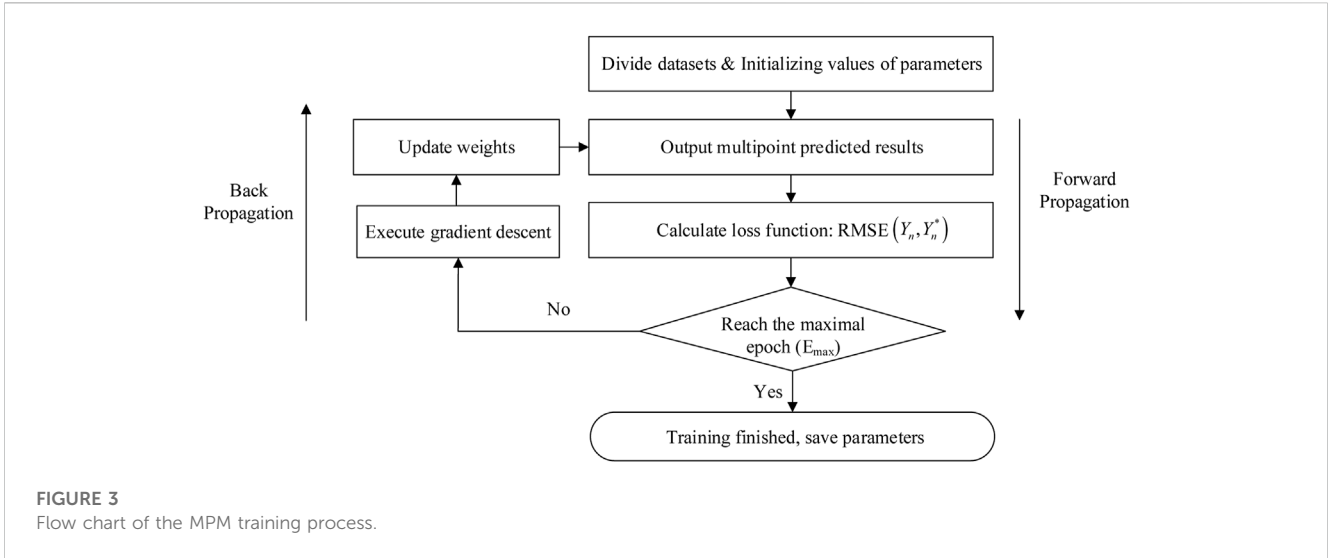 Divide datasets & Initializing values of parameters
Update weights
Output multipoint predicted results
Back
Propagation
Forward
Propagation
Execute gradient descent
Calculate loss function: RMSE (Yₙ, Yₙ*)
No
Reach the maximal
epoch (Eₘₐₓ)
Yes
Training finished, save parameters
FIGURE 3
Flow chart of the MPM training process.